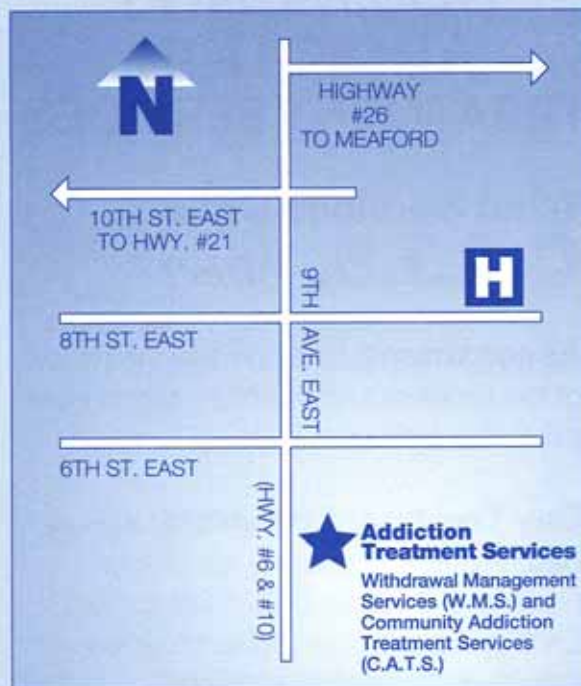 N
HIGHWAY
#26
TO MEAFORD
10TH ST. EAST
TO HWY. #21
H
9TH AVE. EAST
8TH ST. EAST
6TH ST. EAST
(HWY. #6 & #10)
Addiction
Treatment Services
Withdrawal Management
Services (W.M.S.) and
Community Addiction
Treatment Services
(C.A.T.S.)